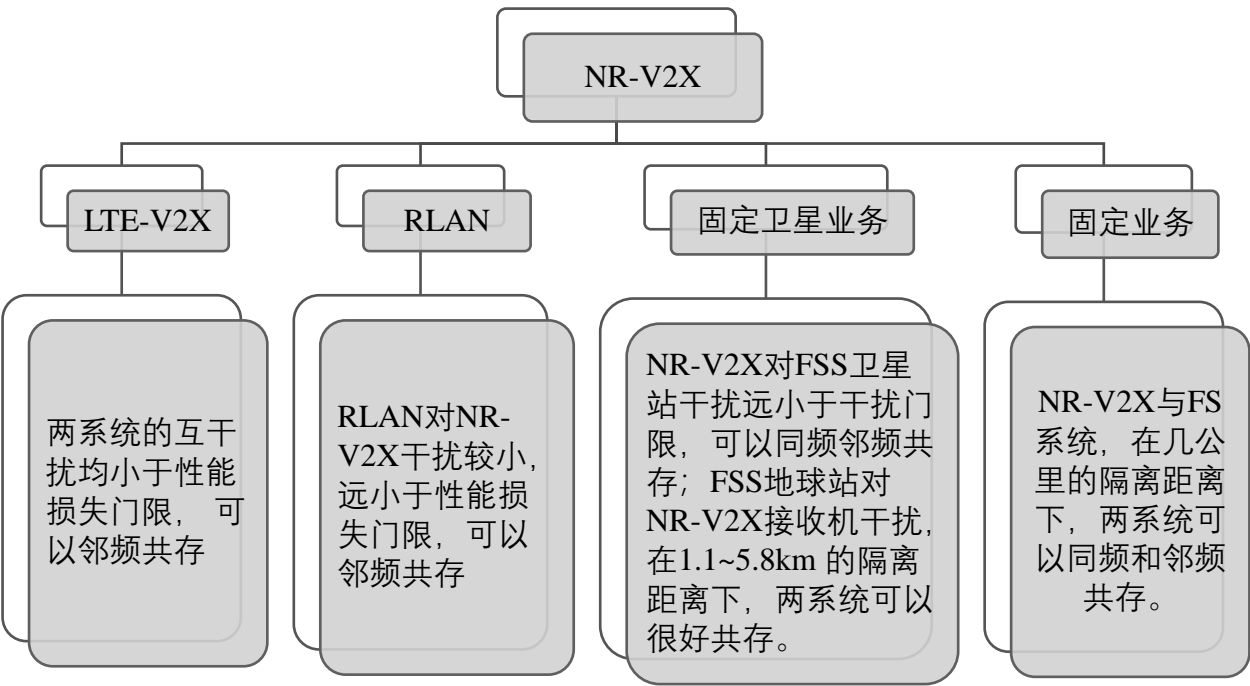 NR-V2X
LTE-V2X
RLAN
固定卫星业务
固定业务
两系统的互干
扰均小于性能
损失门限， 可
以邻频共存
RLAN对NR-
V2X干扰较小，
远小于性能损
失门限，可以
邻频共存
NR-V2X对FSS卫星
站干扰远小于干扰门
限，可以同频邻频共
存；FSS地球站对
NR-V2X接收机干扰，
在1.1~5.8km 的隔离
距离下，两系统可以
很好共存。
NR-V2X与FS
系统，在几公
里的隔离距离
下，两系统可
以同频和邻频
共存。